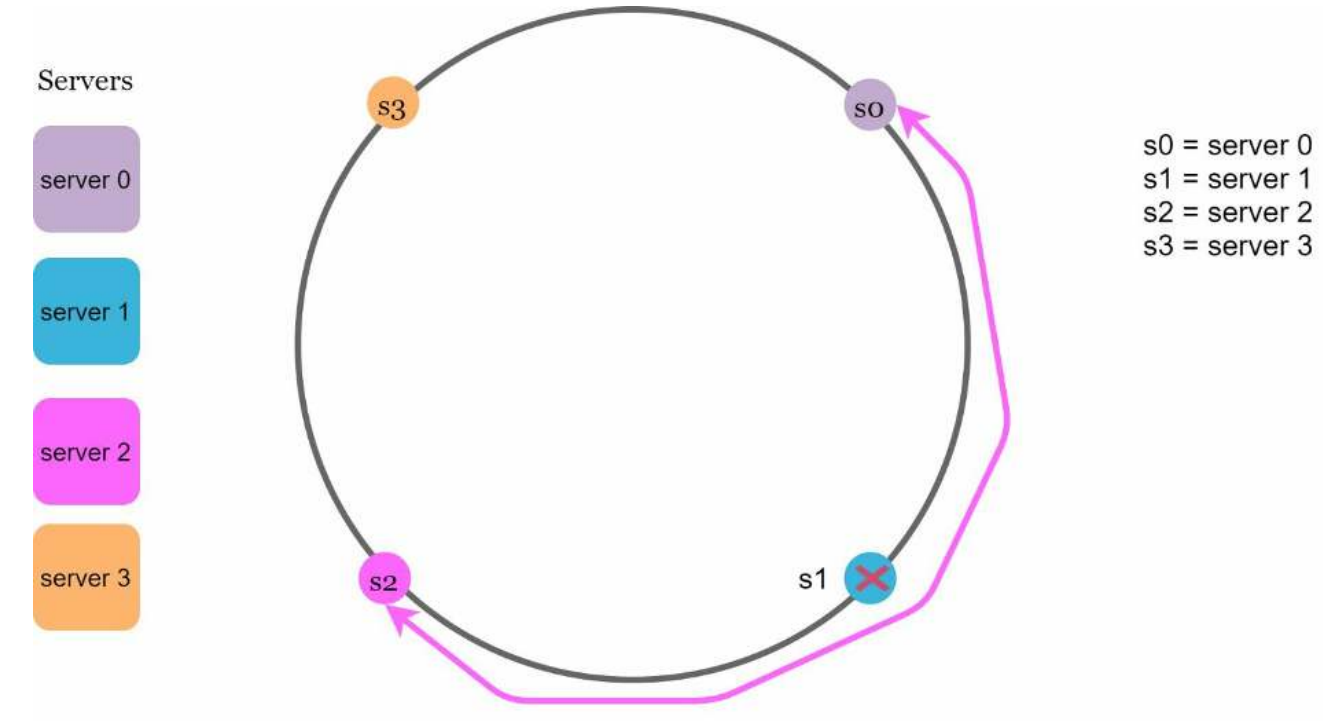 Servers
server 0
server 1
server 2
server 3
s3
s0
s2
s1
s0 = server 0
s1 = server 1
s2 = server 2
s3 = server 3